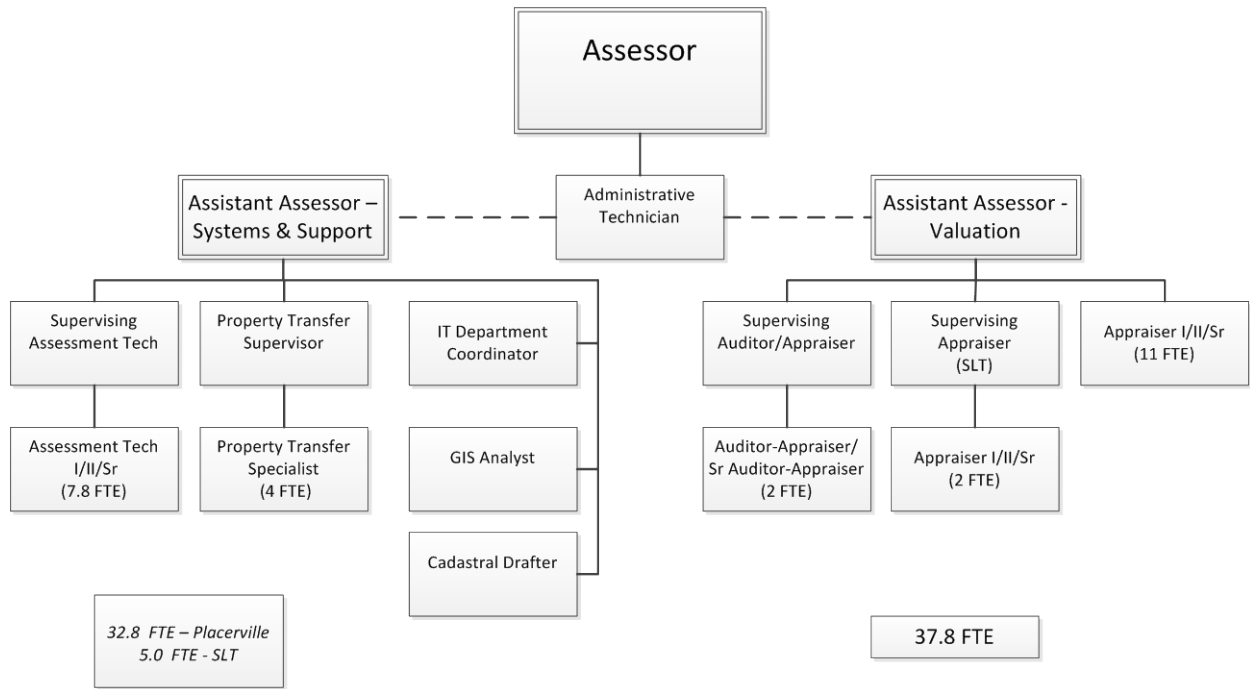 Assessor
Assistant Assessor –
Systems & Support
Administrative
Technician
Assistant Assessor -
Valuation
Supervising
Assessment Tech
Property Transfer
Supervisor
IT Department
Coordinator
Supervising
Auditor/Appraiser
Supervising
Appraiser
(SLT)
Appraiser I/II/Sr
(11 FTE)
Assessment Tech
I/II/Sr
(7.8 FTE)
Property Transfer
Specialist
(4 FTE)
GIS Analyst
Auditor-Appraiser/
Sr Auditor-Appraiser
(2 FTE)
Appraiser I/II/Sr
(2 FTE)
Cadastral Drafter
32.8 FTE – Placerville
5.0 FTE - SLT
37.8 FTE